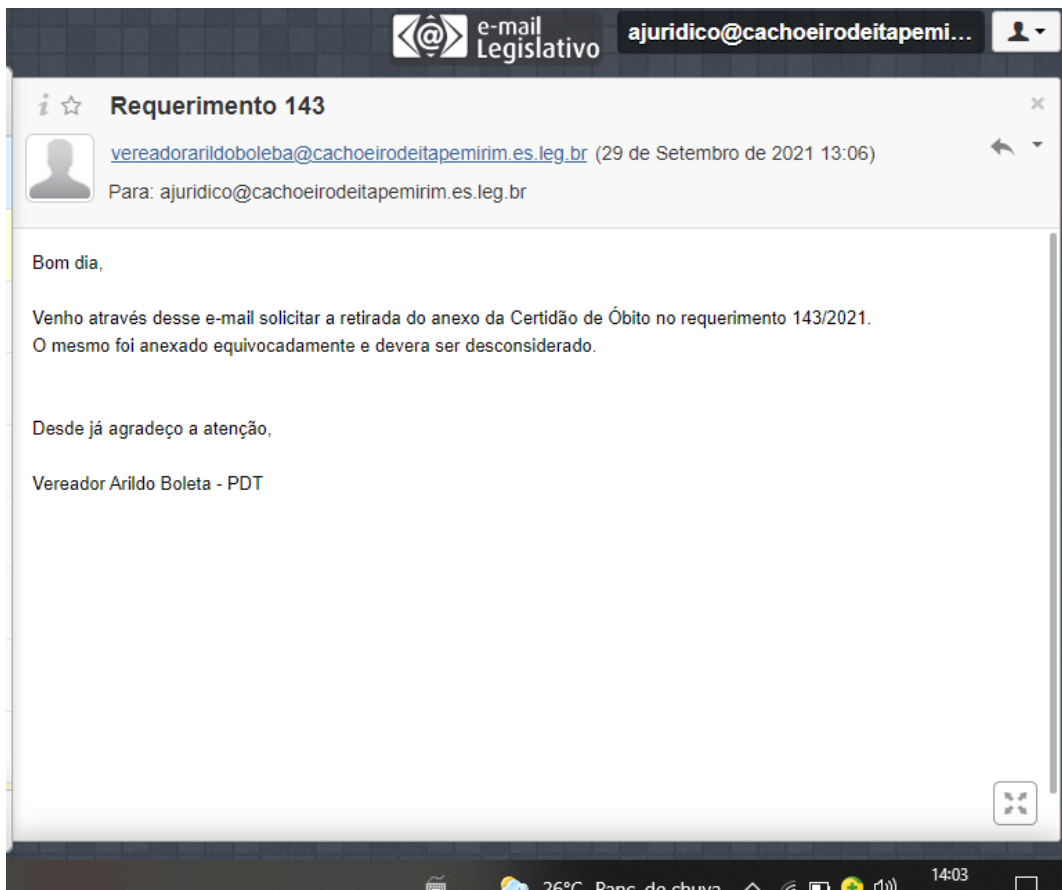 e-mail
Legislativo
ajuridico@cachoeirodeitapemi...
Requerimento 143
vereadorarildoboleba@cachoeirodeitapemirim.es.leg.br (29 de Setembro de 2021 13:06)
Para: ajuridico@cachoeirodeitapemirim.es.leg.br
Bom dia,
Venho através desse e-mail solicitar a retirada do anexo da Certidão de Óbito no requerimento 143/2021.
O mesmo foi anexado equivocadamente e devera ser desconsiderado.
Desde já agradeço a atenção,
Vereador Arildo Boleta - PDT
26°C Panc. de chuva
14:03